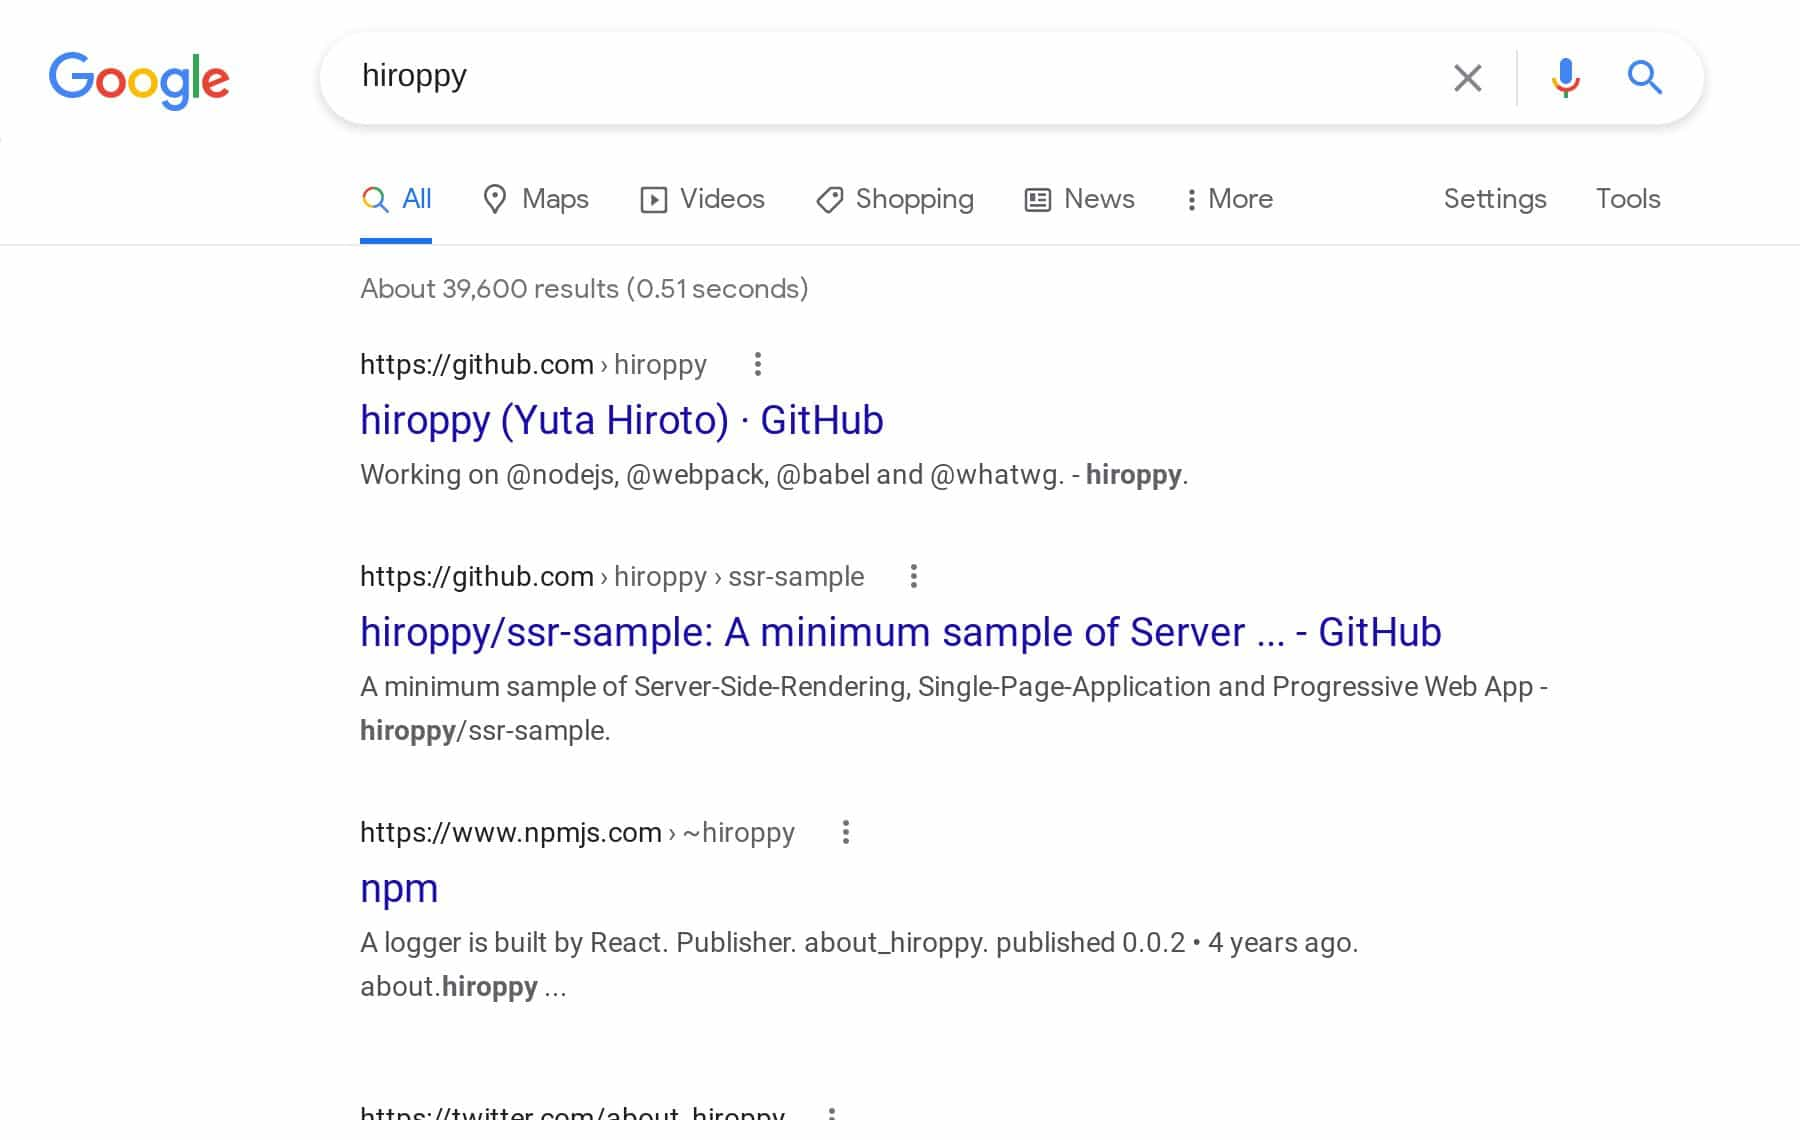 Google
hiroppy
All Maps Videos Shopping News More Settings Tools
About 39,600 results (0.51 seconds)
https://github.com › hiroppy
hiroppy (Yuta Hiroto) · GitHub
Working on @nodejs, @webpack, @babel and @whatwg. - hiroppy.
https://github.com › hiroppy › ssr-sample
hiroppy/ssr-sample: A minimum sample of Server ... - GitHub
A minimum sample of Server-Side-Rendering, Single-Page-Application and Progressive Web App -
hiroppy/ssr-sample.
https://www.npmjs.com › ~hiroppy
npm
A logger is built by React. Publisher. about_hiroppy. published 0.0.2 • 4 years ago.
about.hiroppy ...
https://twitter.com/about_hiroppy